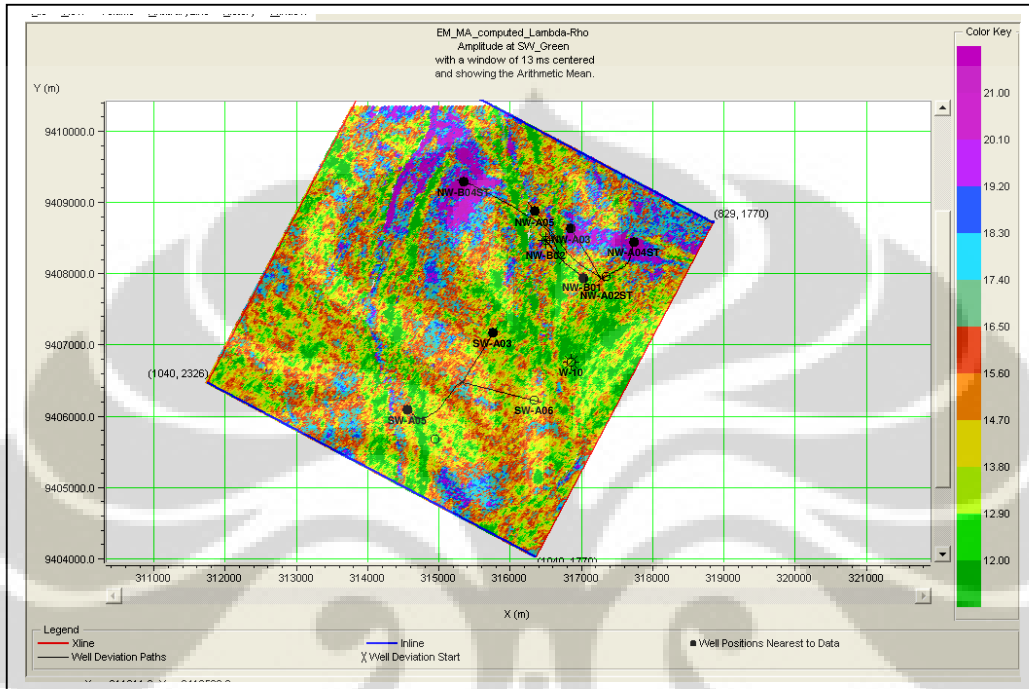 EM_MA_computed_Lambda-Rho
Amplitude at SW_Green
with a window of 13 ms centered
and showing the Arithmetic Mean.
Color Key
Y (m)
21.00
20.10
19.20
18.30
17.40
16.50
15.60
14.70
13.80
12.90
12.00
9410000.0
9409000.0
9408000.0
9407000.0
9406000.0
9405000.0
9404000.0
NW-B04ST
NW-A05
(829, 1770)
NW-A03
NW-B02
NW-A04ST
NW-B01
NW-A02ST
SW-A03
W-10
(1040, 2326)
SW-A06
SW-A05
(1040, 1770)
311000 312000 313000 314000 315000 316000 317000 318000 319000 320000 321000
X (m)
Legend
Xline Inline Well Positions Nearest to Data
Well Deviation Paths Well Deviation Start